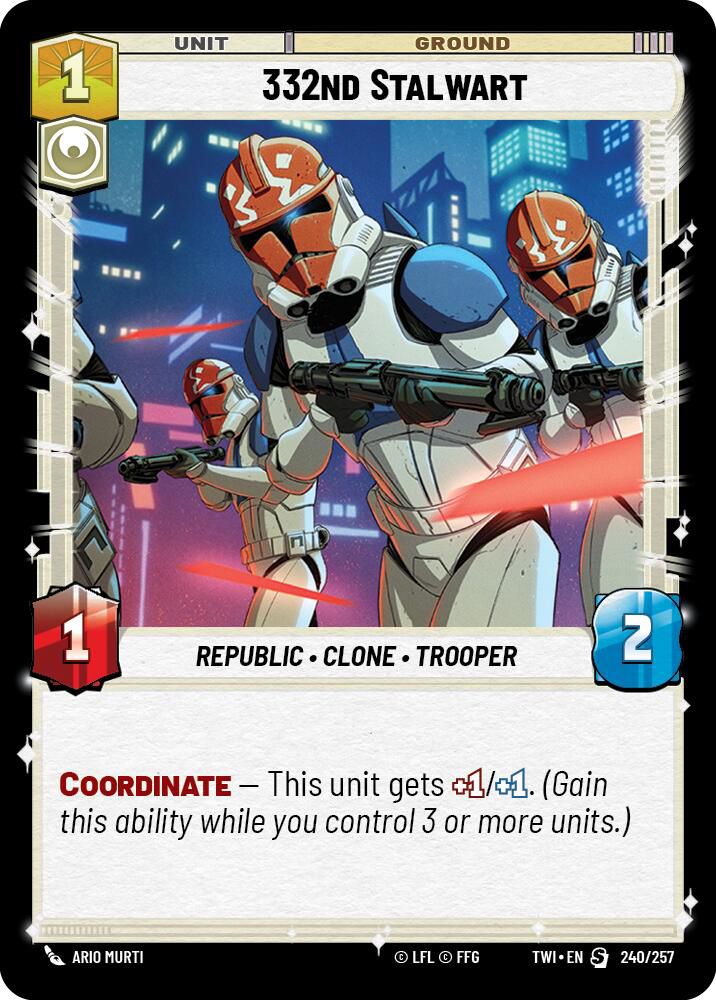 UNIT
GROUND
1
332ND STALWART
1
REPUBLIC • CLONE • TROOPER
2
COORDINATE — This unit gets +1/+1. (Gain
this ability while you control 3 or more units.)
ARIO MURTI
© LFL © FFG
TWI • EN
240/257